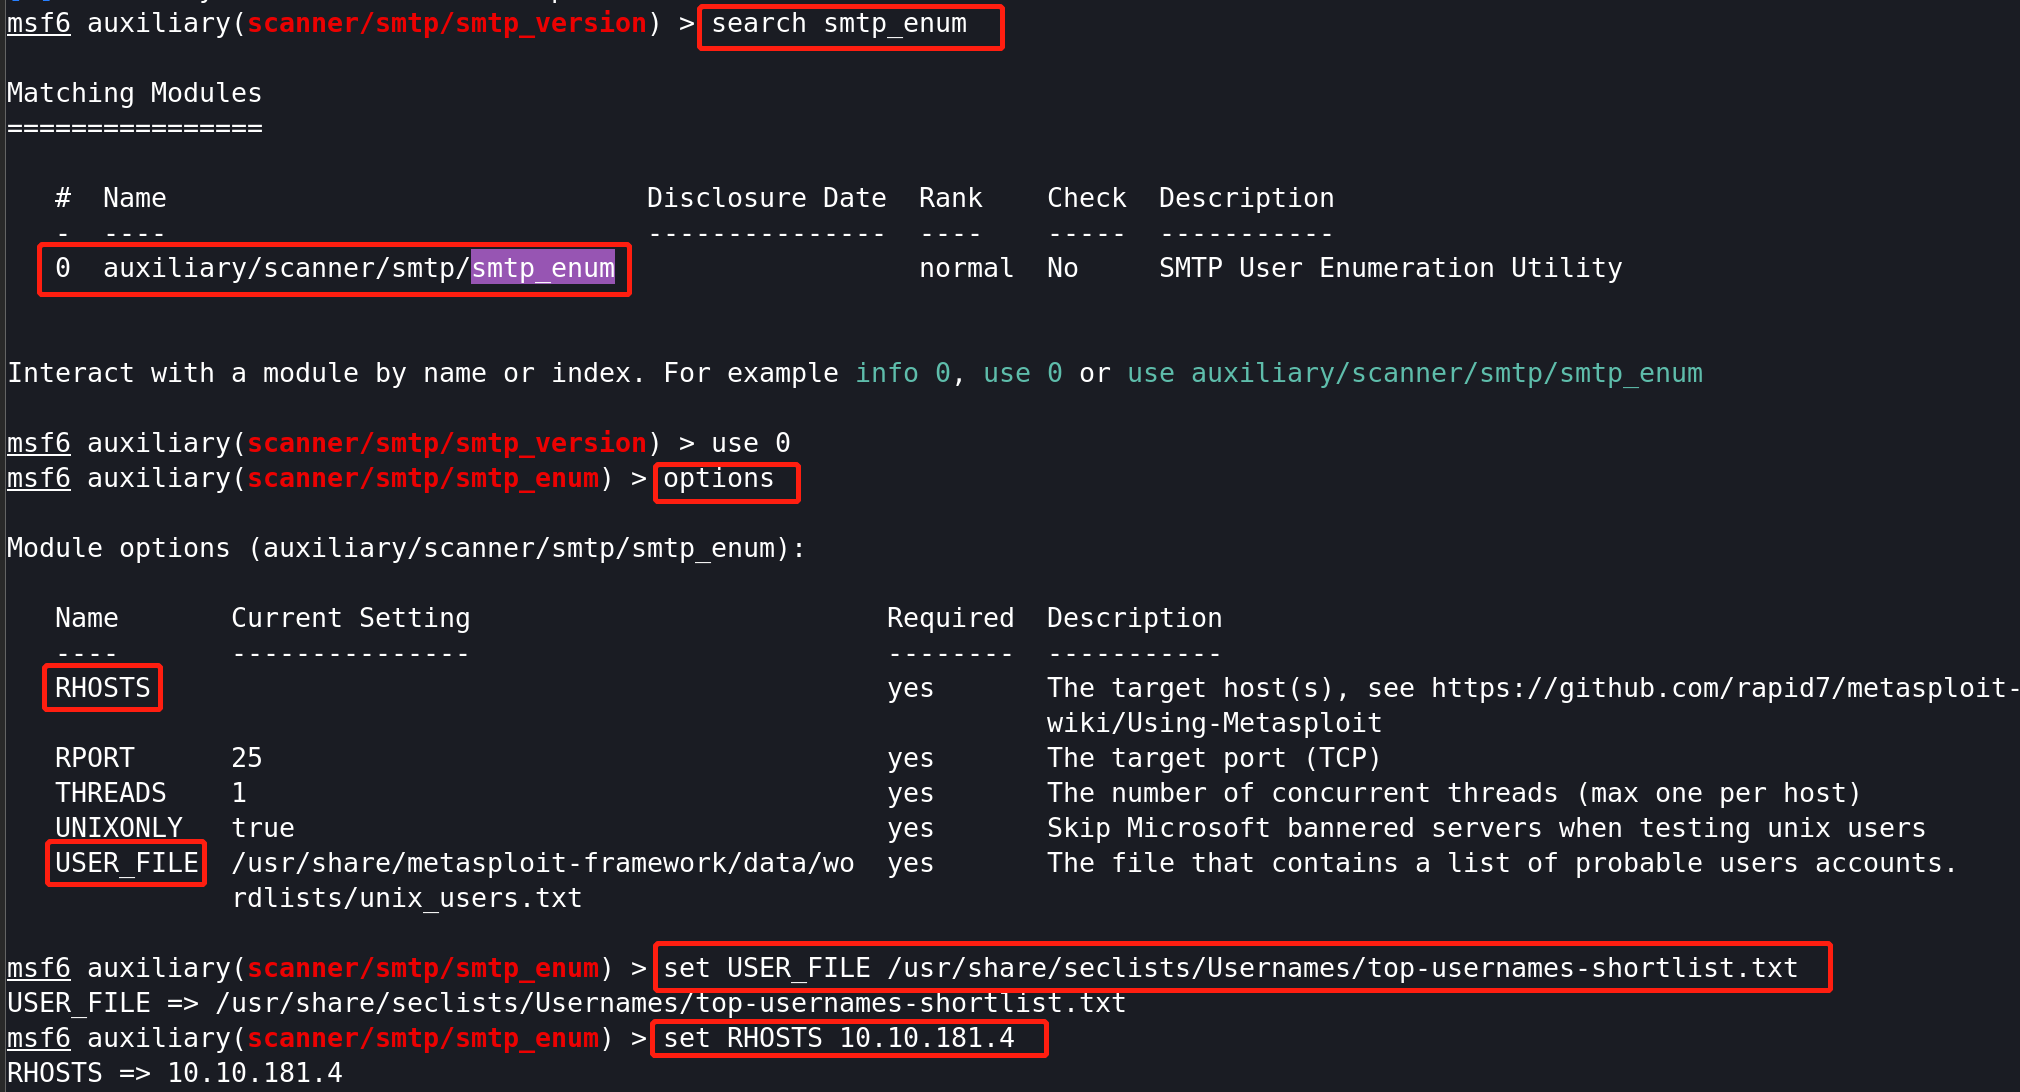 msf6 auxiliary(scanner/smtp/smtp_version) > search smtp_enum
Matching Modules
================
#  Name                                  Disclosure Date  Rank    Check  Description
-  ----                                  ---------------  ----    -----  -----------
0  auxiliary/scanner/smtp/smtp_enum                   normal  No     SMTP User Enumeration Utility
Interact with a module by name or index. For example info 0, use 0 or use auxiliary/scanner/smtp/smtp_enum
msf6 auxiliary(scanner/smtp/smtp_version) > use 0
msf6 auxiliary(scanner/smtp/smtp_enum) > options
Module options (auxiliary/scanner/smtp/smtp_enum):
Name       Current Setting                          Required  Description
----       ---------------                          --------  -----------
RHOSTS                                              yes       The target host(s), see https://github.com/rapid7/metasploit-
wiki/Using-Metasploit
RPORT      25                                       yes       The target port (TCP)
THREADS    1                                        yes       The number of concurrent threads (max one per host)
UNIXONLY   true                                     yes       Skip Microsoft bannered servers when testing unix users
USER_FILE  /usr/share/metasploit-framework/data/wo  yes       The file that contains a list of probable users accounts.
rdlists/unix_users.txt
msf6 auxiliary(scanner/smtp/smtp_enum) > set USER_FILE /usr/share/seclists/Usernames/top-usernames-shortlist.txt
USER_FILE => /usr/share/seclists/Usernames/top-usernames-shortlist.txt
msf6 auxiliary(scanner/smtp/smtp_enum) > set RHOSTS 10.10.181.4
RHOSTS => 10.10.181.4